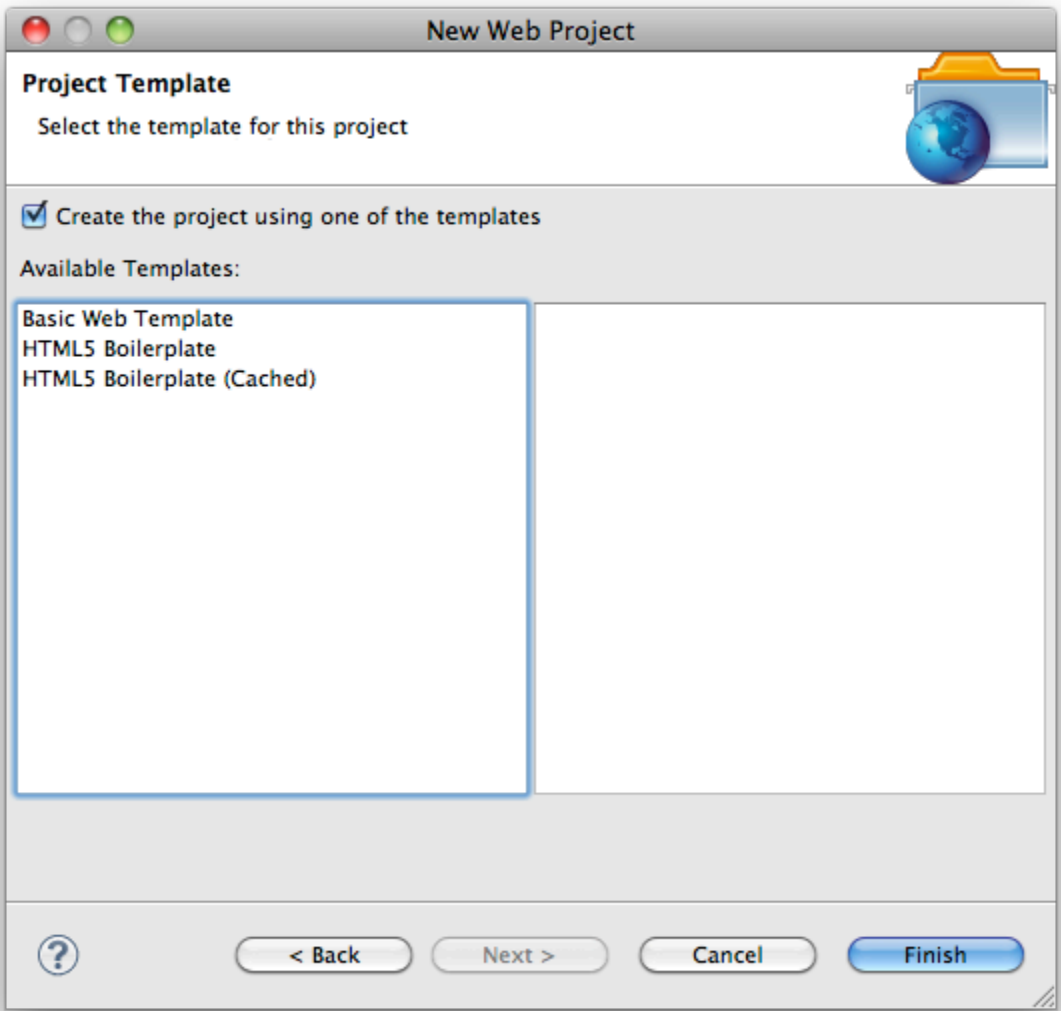 New Web Project
Project Template
Select the template for this project
Create the project using one of the templates
Available Templates:
Basic Web Template
HTML5 Boilerplate
HTML5 Boilerplate (Cached)
?
< Back
Next >
Cancel
Finish